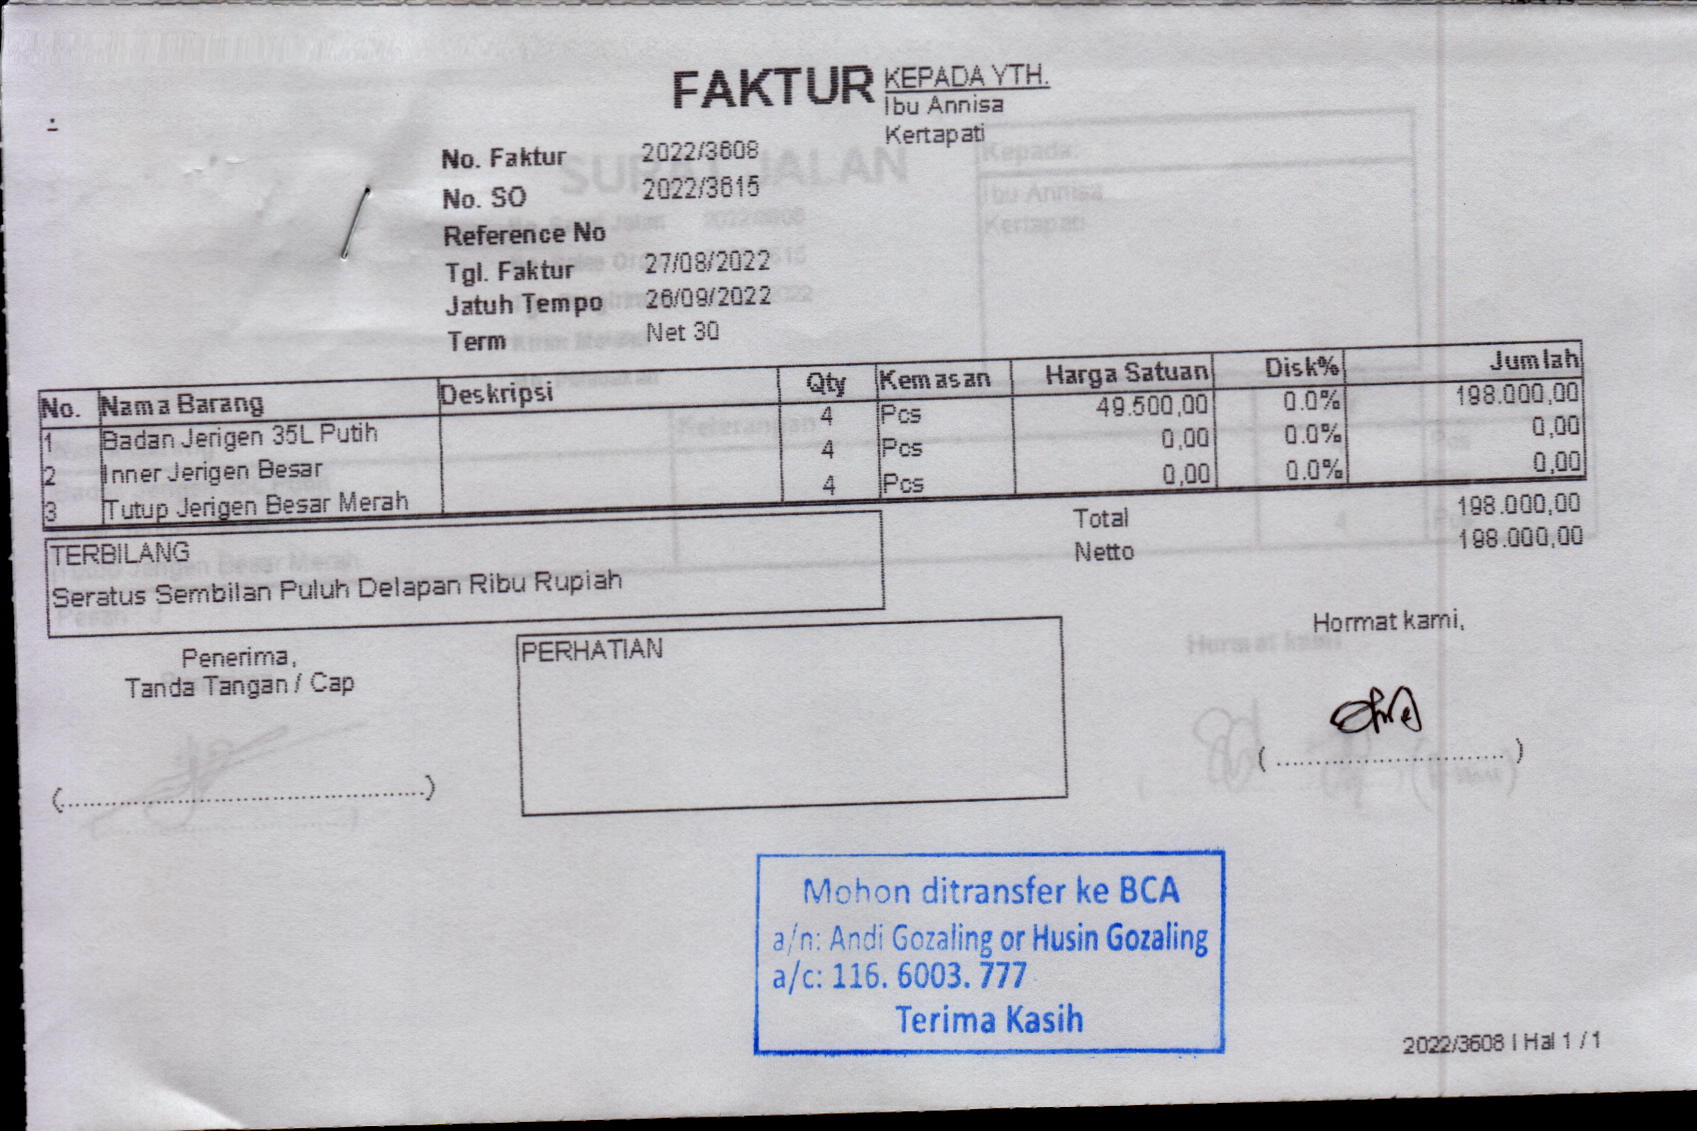 FAKTUR
KEPADA YTH.
Ibu Annisa
Kertapati
No. Faktur 2022/3608
No. SO 2022/3615
Reference No
Tgl. Faktur 27/08/2022
Jatuh Tempo 26/09/2022
Term Net 30
No. Nama Barang Deskripsi Qty Kemasan Harga Satuan Disk% Jumlah
1 Badan Jerigen 35L Putih 4 Pcs 49.500,00 0.0% 198.000,00
2 Inner Jerigen Besar 4 Pcs 0,00 0.0% 0,00
3 Tutup Jerigen Besar Merah 4 Pcs 0,00 0.0% 0,00
Total 198.000,00
Netto 198.000,00
TERBILANG
Seratus Sembilan Puluh Delapan Ribu Rupiah
Penerima,
Tanda Tangan / Cap
(..................................................)
PERHATIAN
Hormat kami,
( ............................... )
Mohon ditransfer ke BCA
a/n: Andi Gozaling or Husin Gozaling
a/c: 116. 6003. 777
Terima Kasih
2022/3608 | Hal 1 / 1